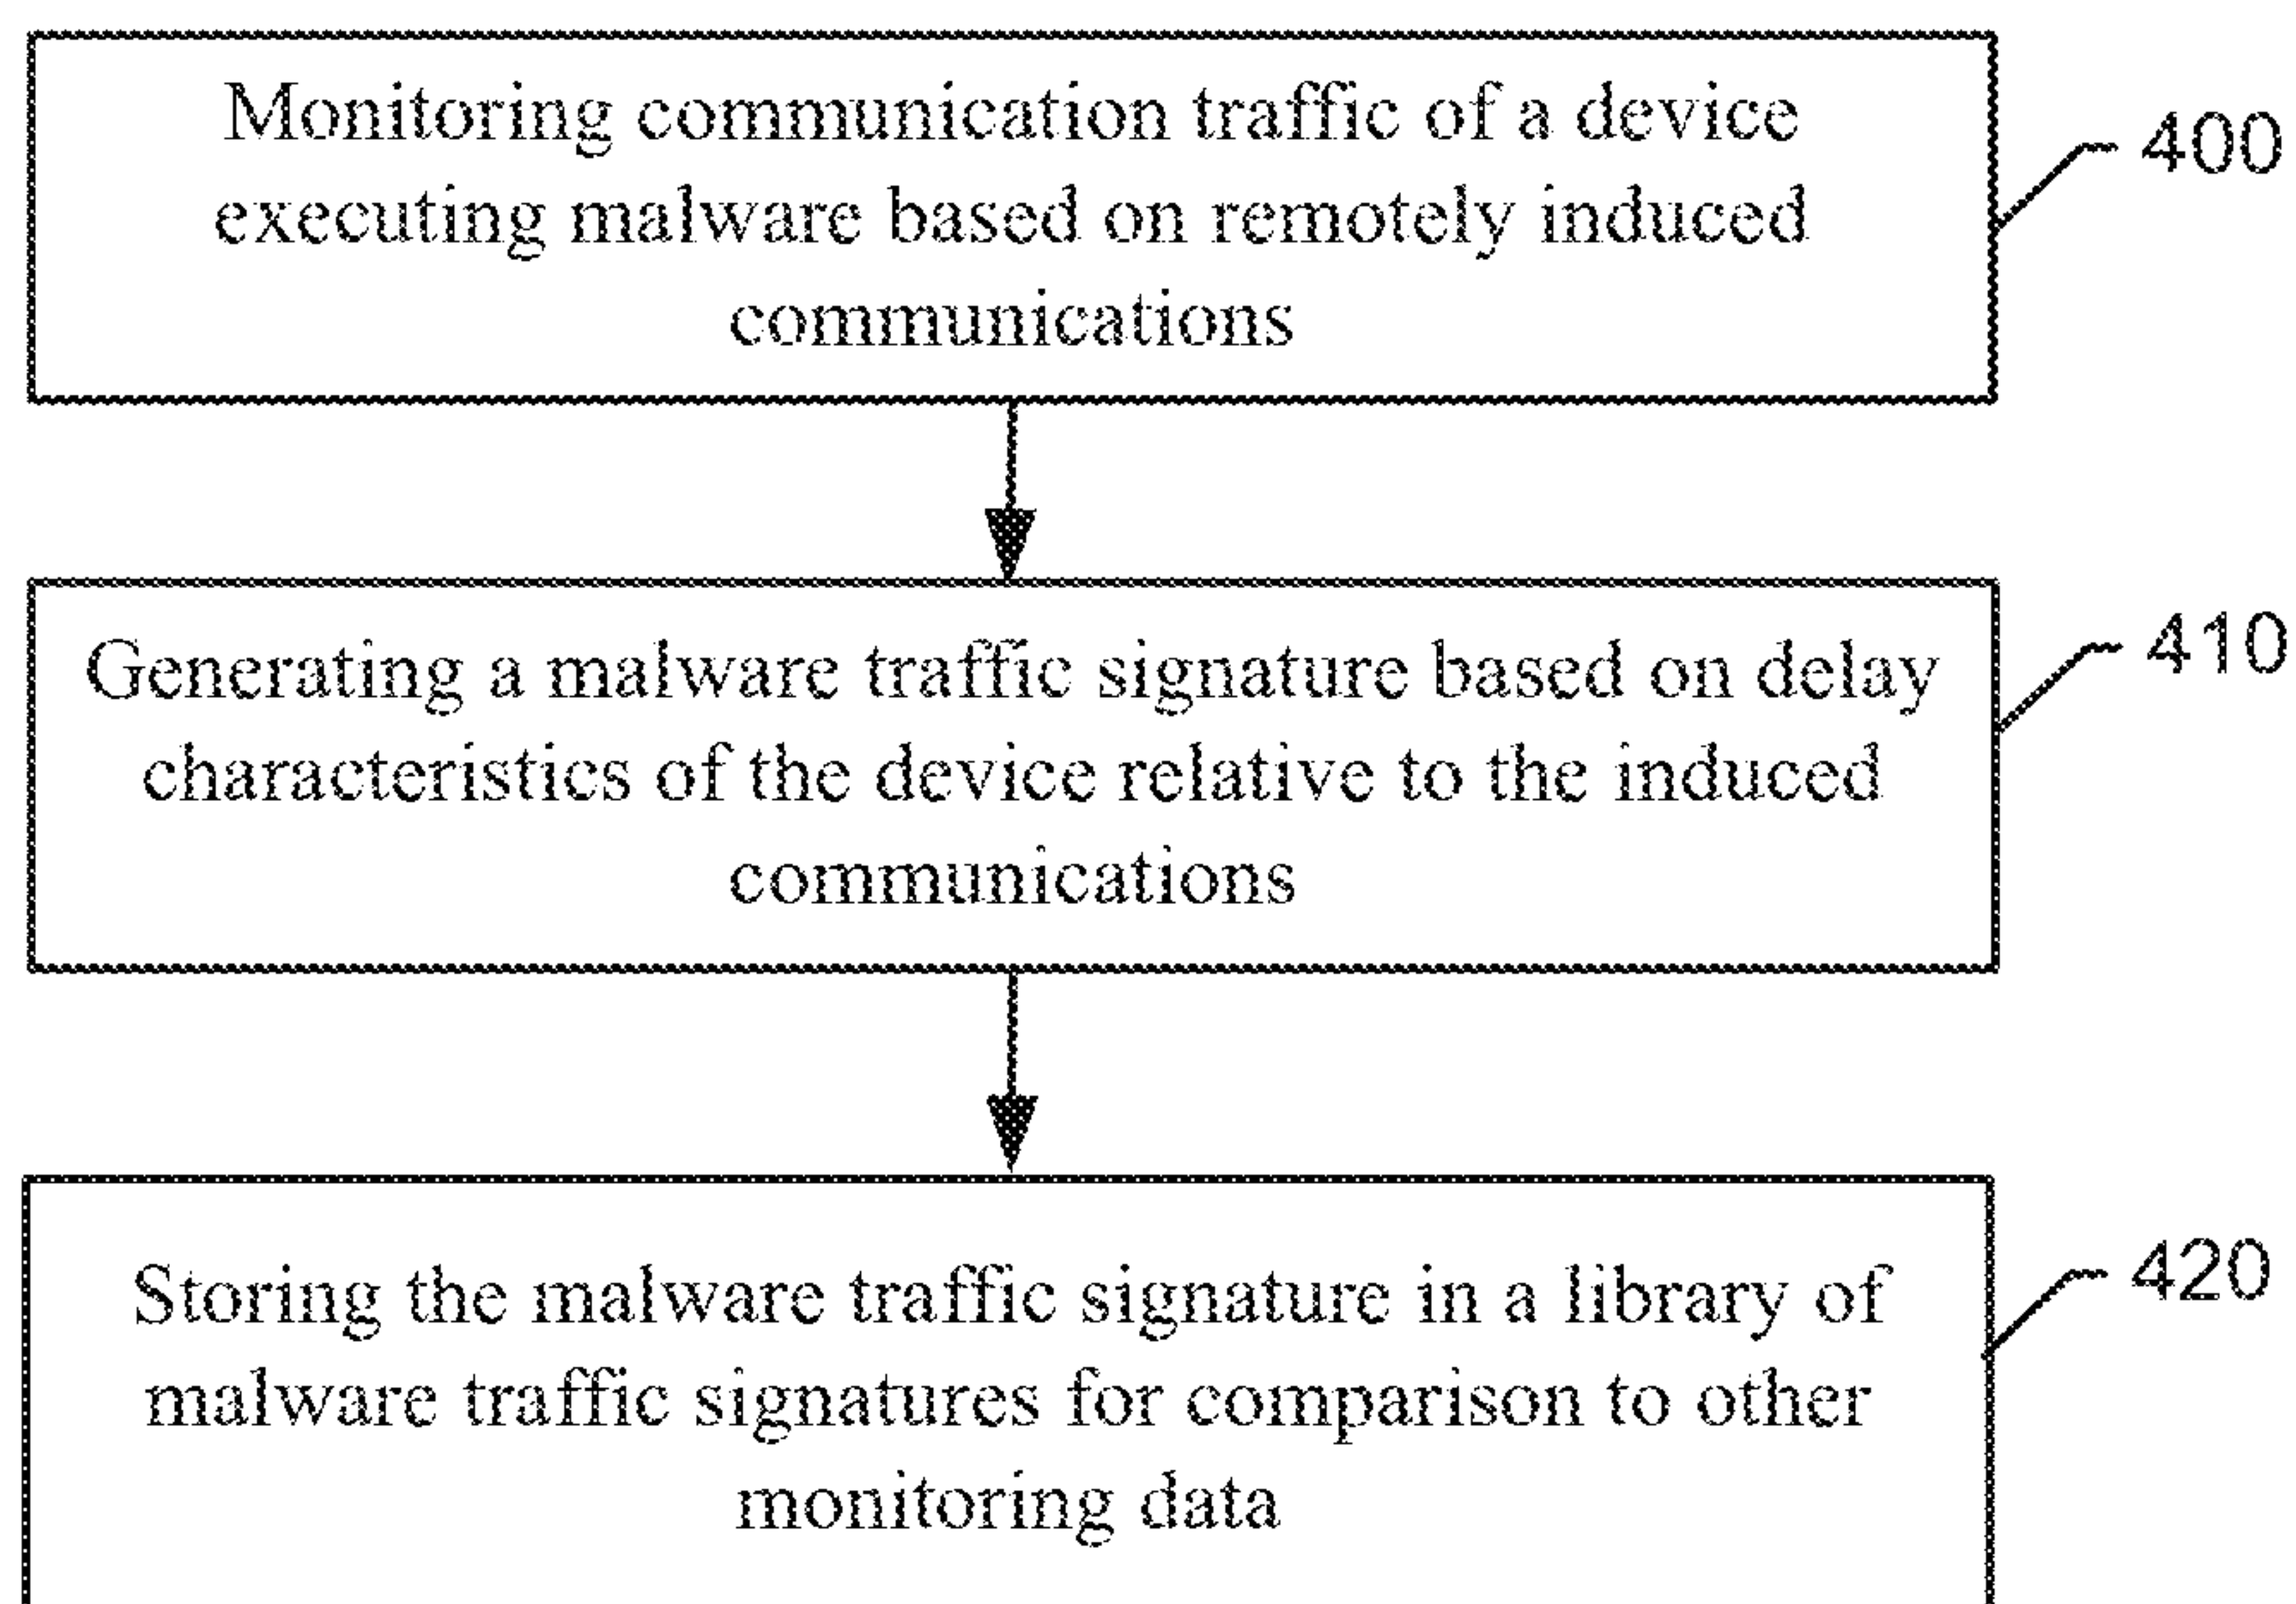 Monitoring communication traffic of a device
executing malware based on remotely induced
communications
400
Generating a malware traffic signature based on delay
characteristics of the device relative to the induced
communications
410
Storing the malware traffic signature in a library of
malware traffic signatures for comparison to other
monitoring data
420